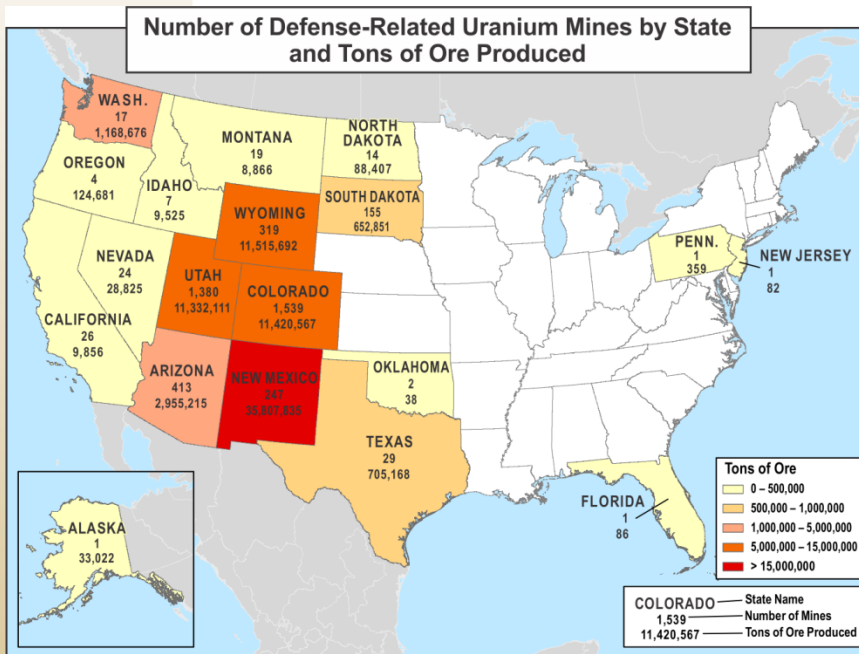 Number of Defense-Related Uranium Mines by State
and Tons of Ore Produced
WASH.
17
1,168,676
MONTANA
19
8,866
NORTH
DAKOTA
14
88,407
OREGON
4
124,681
IDAHO
7
9,525
SOUTH DAKOTA
155
652,851
WYOMING
319
11,515,692
PENN.
1
359
NEW JERSEY
1
82
NEVADA
24
28,825
UTAH
1,380
11,332,111
COLORADO
1,539
11,420,567
CALIFORNIA
26
9,856
ARIZONA
413
2,955,215
NEW MEXICO
247
35,807,835
OKLAHOMA
2
38
TEXAS
29
705,168
FLORIDA
1
86
ALASKA
1
33,022
Tons of Ore
0 – 500,000
500,000 – 1,000,000
1,000,000 – 5,000,000
5,000,000 – 15,000,000
> 15,000,000
COLORADO State Name
1,539 Number of Mines
11,420,567 Tons of Ore Produced